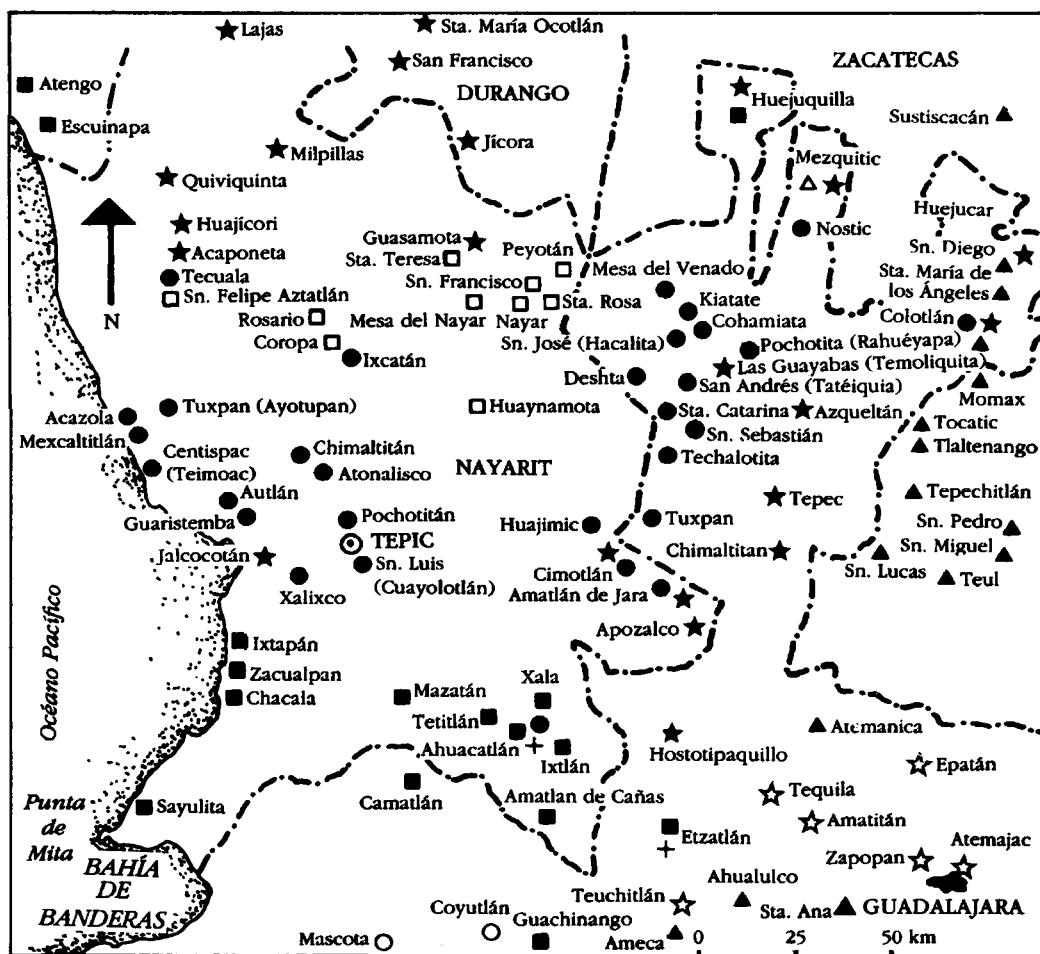 Lajas
Sta. María Ocotlán
San Francisco
ZACATECAS
Atengo
DURANGO
Huejuquilla
Escuinapa
Sustiscacán
Milpillas
Jícora
Mezquitic
Quiviquinta
Huejucar
Huajícori
Nostic
Guasamota
Peyotán
Sn. Diego
Acaponeta
Sta. Teresa
Mesa del Venado
Sta. María de
los Ángeles
Tecuala
Sn. Francisco
Sn. Felipe Aztatlán
Sta. Rosa
Kiatate
N
Rosario
Mesa del Nayar
Nayar
Cohamiata
Colotlán
Coropa
Sn. José (Hacalita)
Pochotita (Rahuéyapa)
Ixcatán
Las Guayabas (Temoliquita)
Deshta
San Andrés (Tatéiquia)
Momax
Acazola
Tuxpan (Ayotupan)
Huaynamota
Sta. Catarina
Azqueltán
Tocatic
Mexcaltitlán
Sn. Sebastián
Tlaltenango
Centispac
(Teimoac)
Chimaltitán
Techalotita
NAYARIT
Atonalisco
Autlán
Tepec
Tepechitlán
Guaristemba
Pochotitán
Huajimic
Tuxpan
Sn. Pedro
TEPIC
Jalcocotán
Chimaltitan
Sn. Miguel
Sn. Luis
(Cuayolotlán)
Cimotlán
Sn. Lucas
Teul
Xalixco
Amatlán de Jara
Apozalco
Océano Pacífico
Ixtapán
Zacualpan
Xala
Chacala
Mazatán
Tetitlán
Atemanica
Ahuacatlán
Ixtlán
Hostotipaquillo
Epatán
Camatlán
Amatlan de Cañas
Tequila
Punta
de
Mita
Sayulita
Etzatlán
Amatitán
Atemajac
Zapopan
BAHÍA
DE
BANDERAS
Teuchitlán
Ahualulco
Coyutlán
Guachinango
Sta. Ana
GUADALAJARA
Mascota
Ameca
0 25 50 km